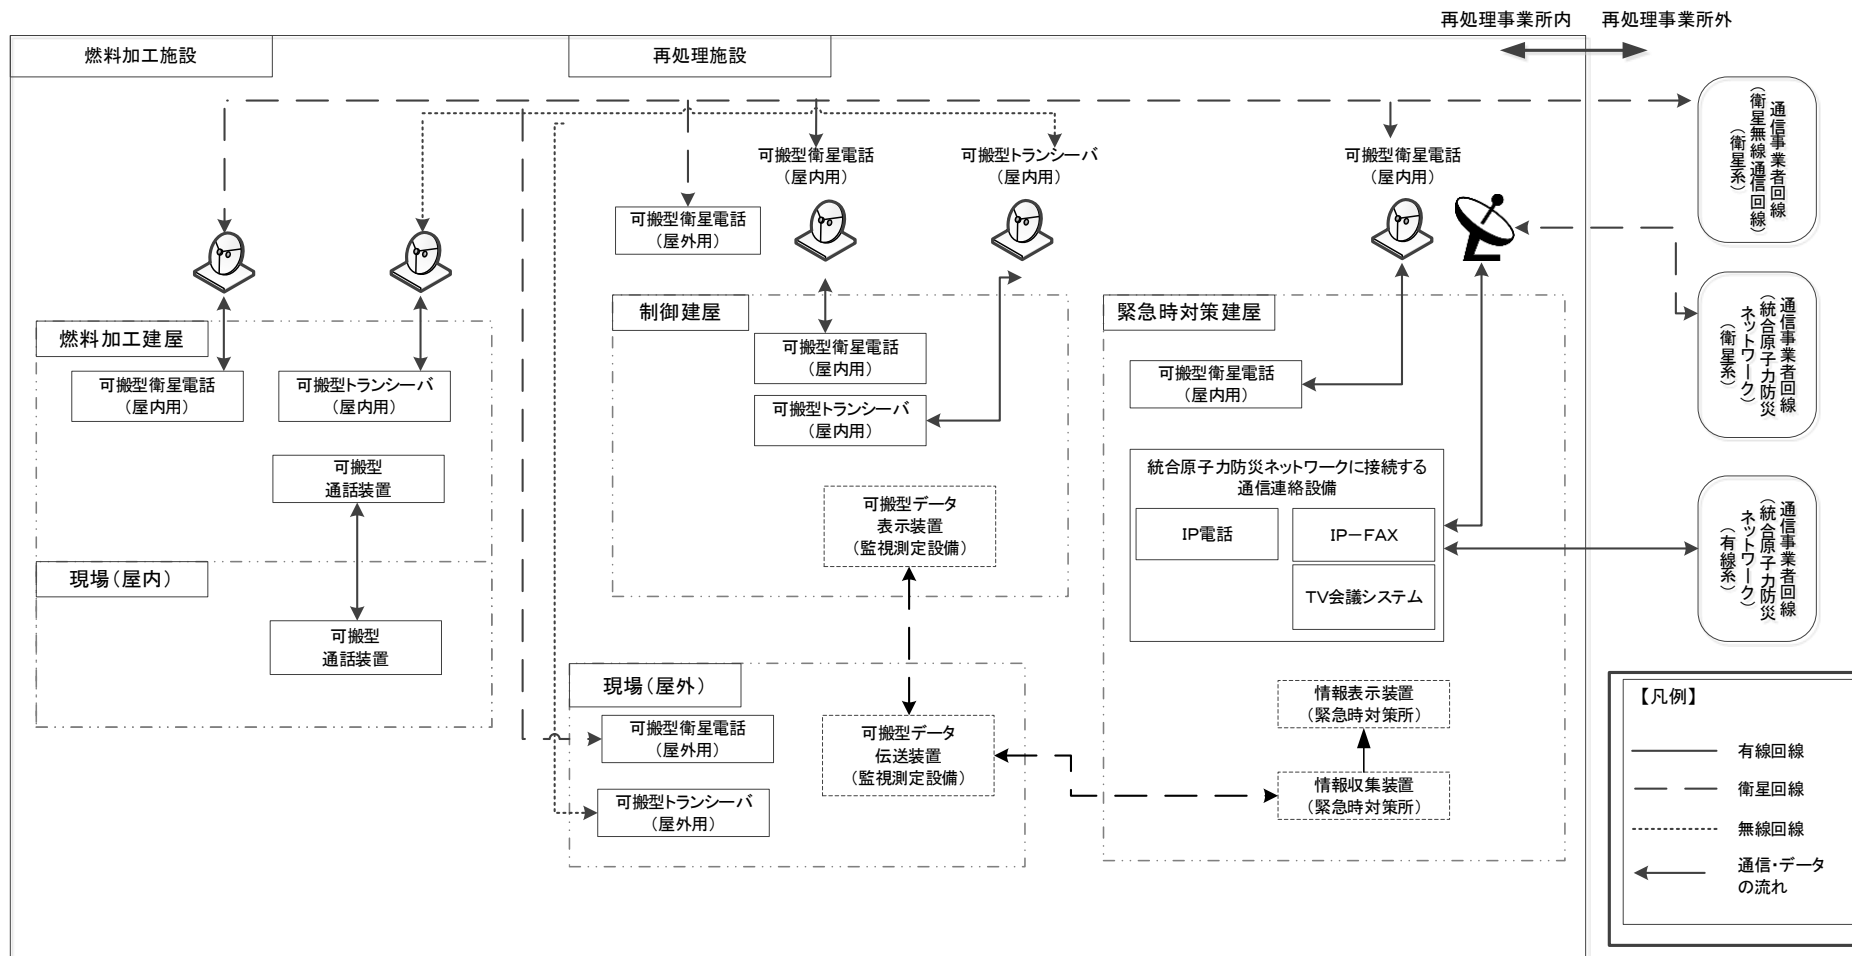 再処理事業所内
再処理事業所外
燃料加工施設
再処理施設
可搬型衛星電話
（屋内用）
可搬型トランシーバ
（屋内用）
可搬型衛星電話
（屋内用）
可搬型衛星電話
（屋外用）
通信事業者回線
（衛星無線通信回線）
（衛星系）
燃料加工建屋
可搬型衛星電話
（屋内用）
可搬型トランシーバ
（屋内用）
可搬型
通話装置
現場（屋内）
可搬型
通話装置
制御建屋
可搬型衛星電話
（屋内用）
可搬型トランシーバ
（屋内用）
可搬型データ
表示装置
（監視測定設備）
現場（屋外）
可搬型衛星電話
（屋外用）
可搬型トランシーバ
（屋外用）
可搬型データ
伝送装置
（監視測定設備）
緊急時対策建屋
可搬型衛星電話
（屋内用）
統合原子力防災ネットワークに接続する
通信連絡設備
IP電話
IP－FAX
TV会議システム
情報表示装置
（緊急時対策所）
情報収集装置
（緊急時対策所）
通信事業者回線
（統合原子力防災
ネットワーク）
（衛星系）
通信事業者回線
（統合原子力防災
ネットワーク）
（有線系）
【凡例】
有線回線
衛星回線
無線回線
通信・データ
の流れ